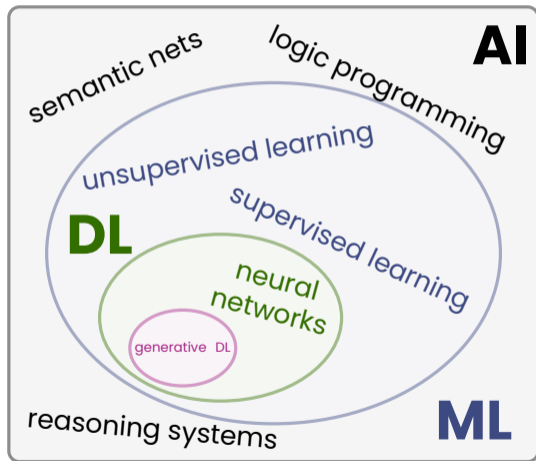 AI
semantic nets
logic programming
unsupervised learning
supervised learning
DL
neural
networks
generative DL
reasoning systems
ML